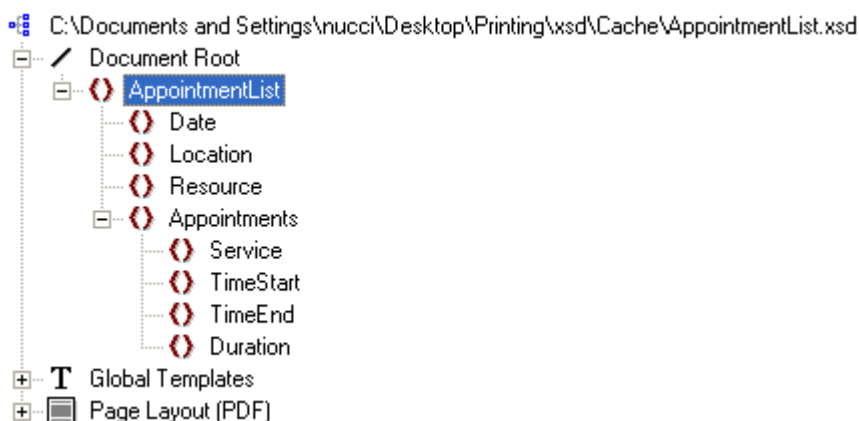 C:\Documents and Settings\nucci\Desktop\Printing\xsd\Cache\AppointmentList.xsd
Document Root
AppointmentList
Date
Location
Resource
Appointments
Service
TimeStart
TimeEnd
Duration
T Global Templates
Page Layout (PDF)